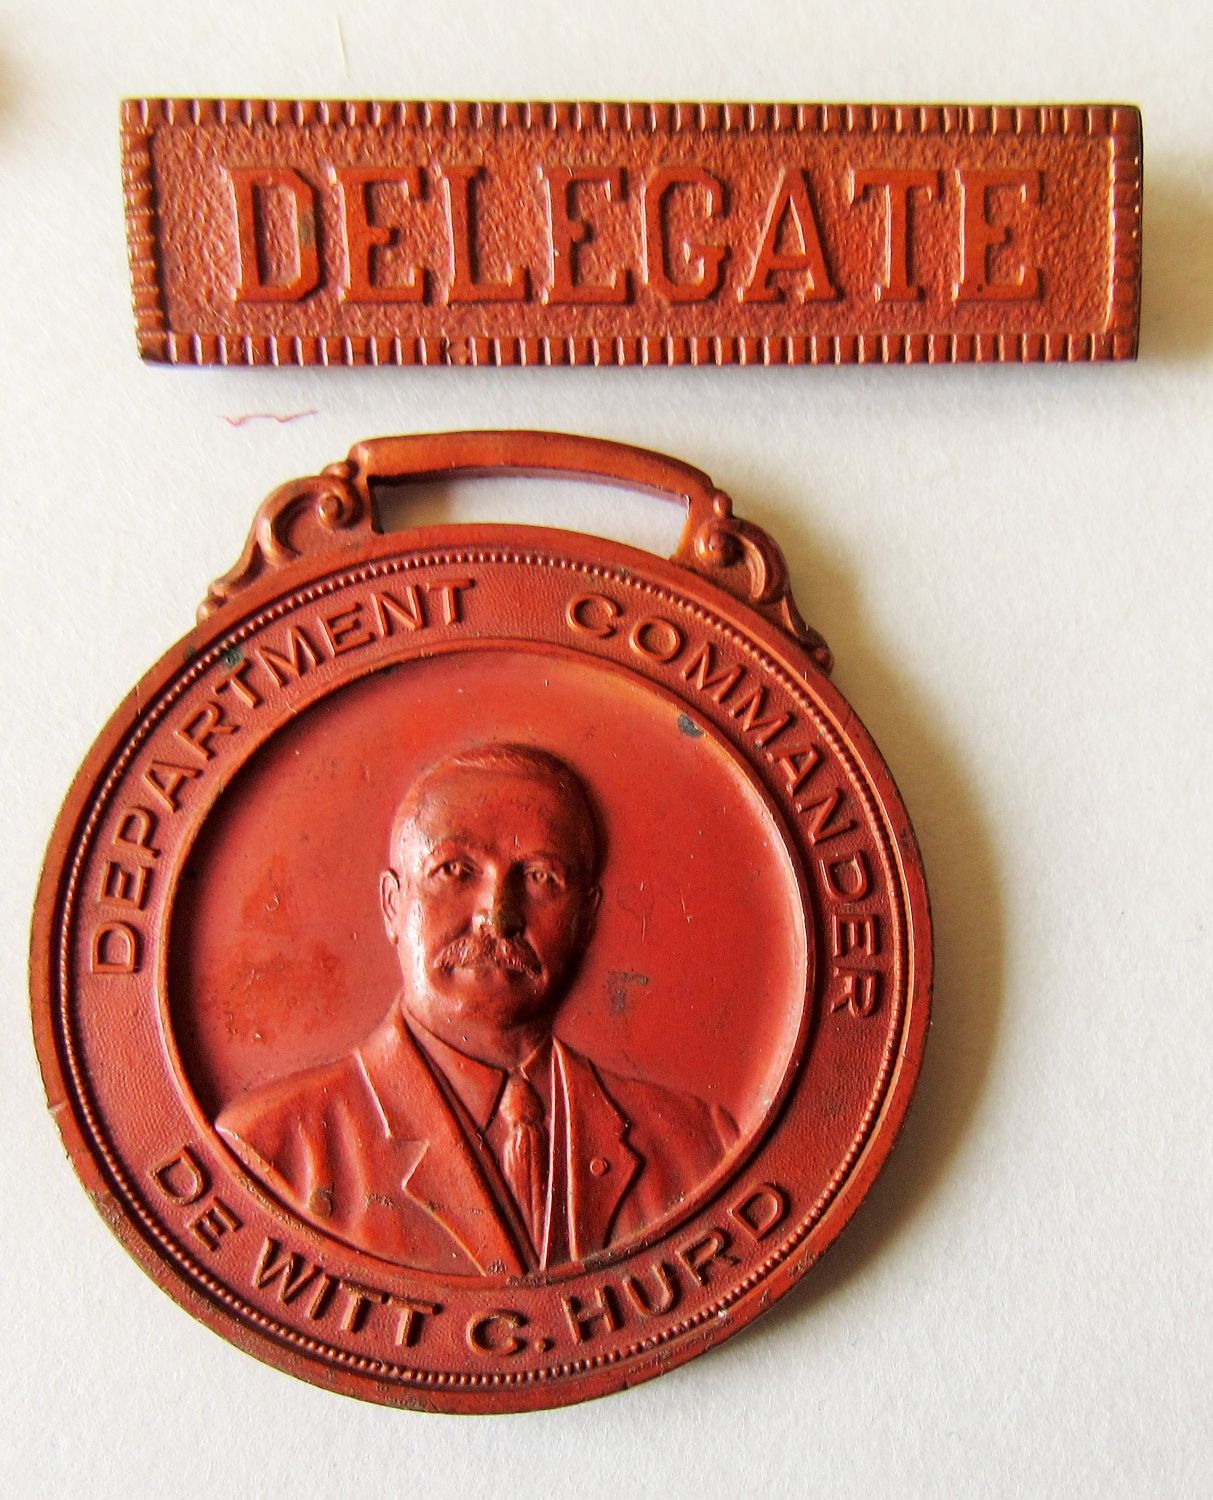 DELEGATE
DEPARTMENT COMMANDER
DE WITT C. HURD